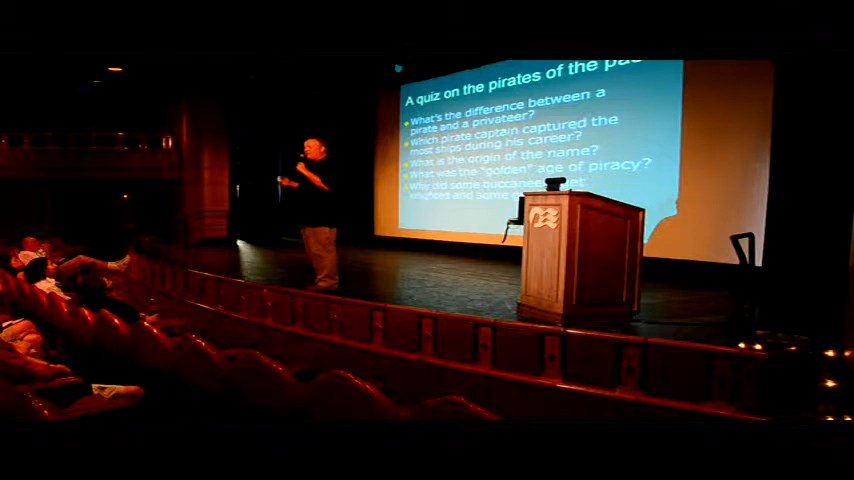 A quiz on the pirates of the
What's the difference between a
pirate and a privateer?
Which pirate captain captured the
most ships during his career?
What is the origin of the name?
What was the "golden" age of piracy?
Why did some buccaneers get
knighted and some